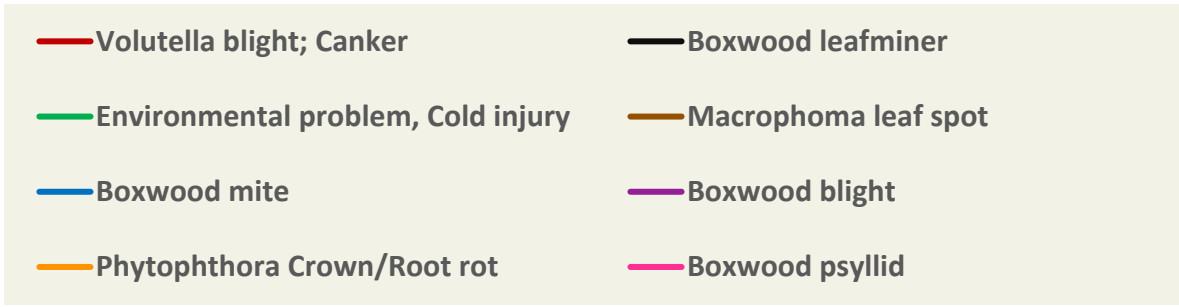 Volutella blight; Canker
Boxwood leafminer
Environmental problem, Cold injury
Macrophoma leaf spot
Boxwood mite
Boxwood blight
Phytophthora Crown/Root rot
Boxwood psyllid